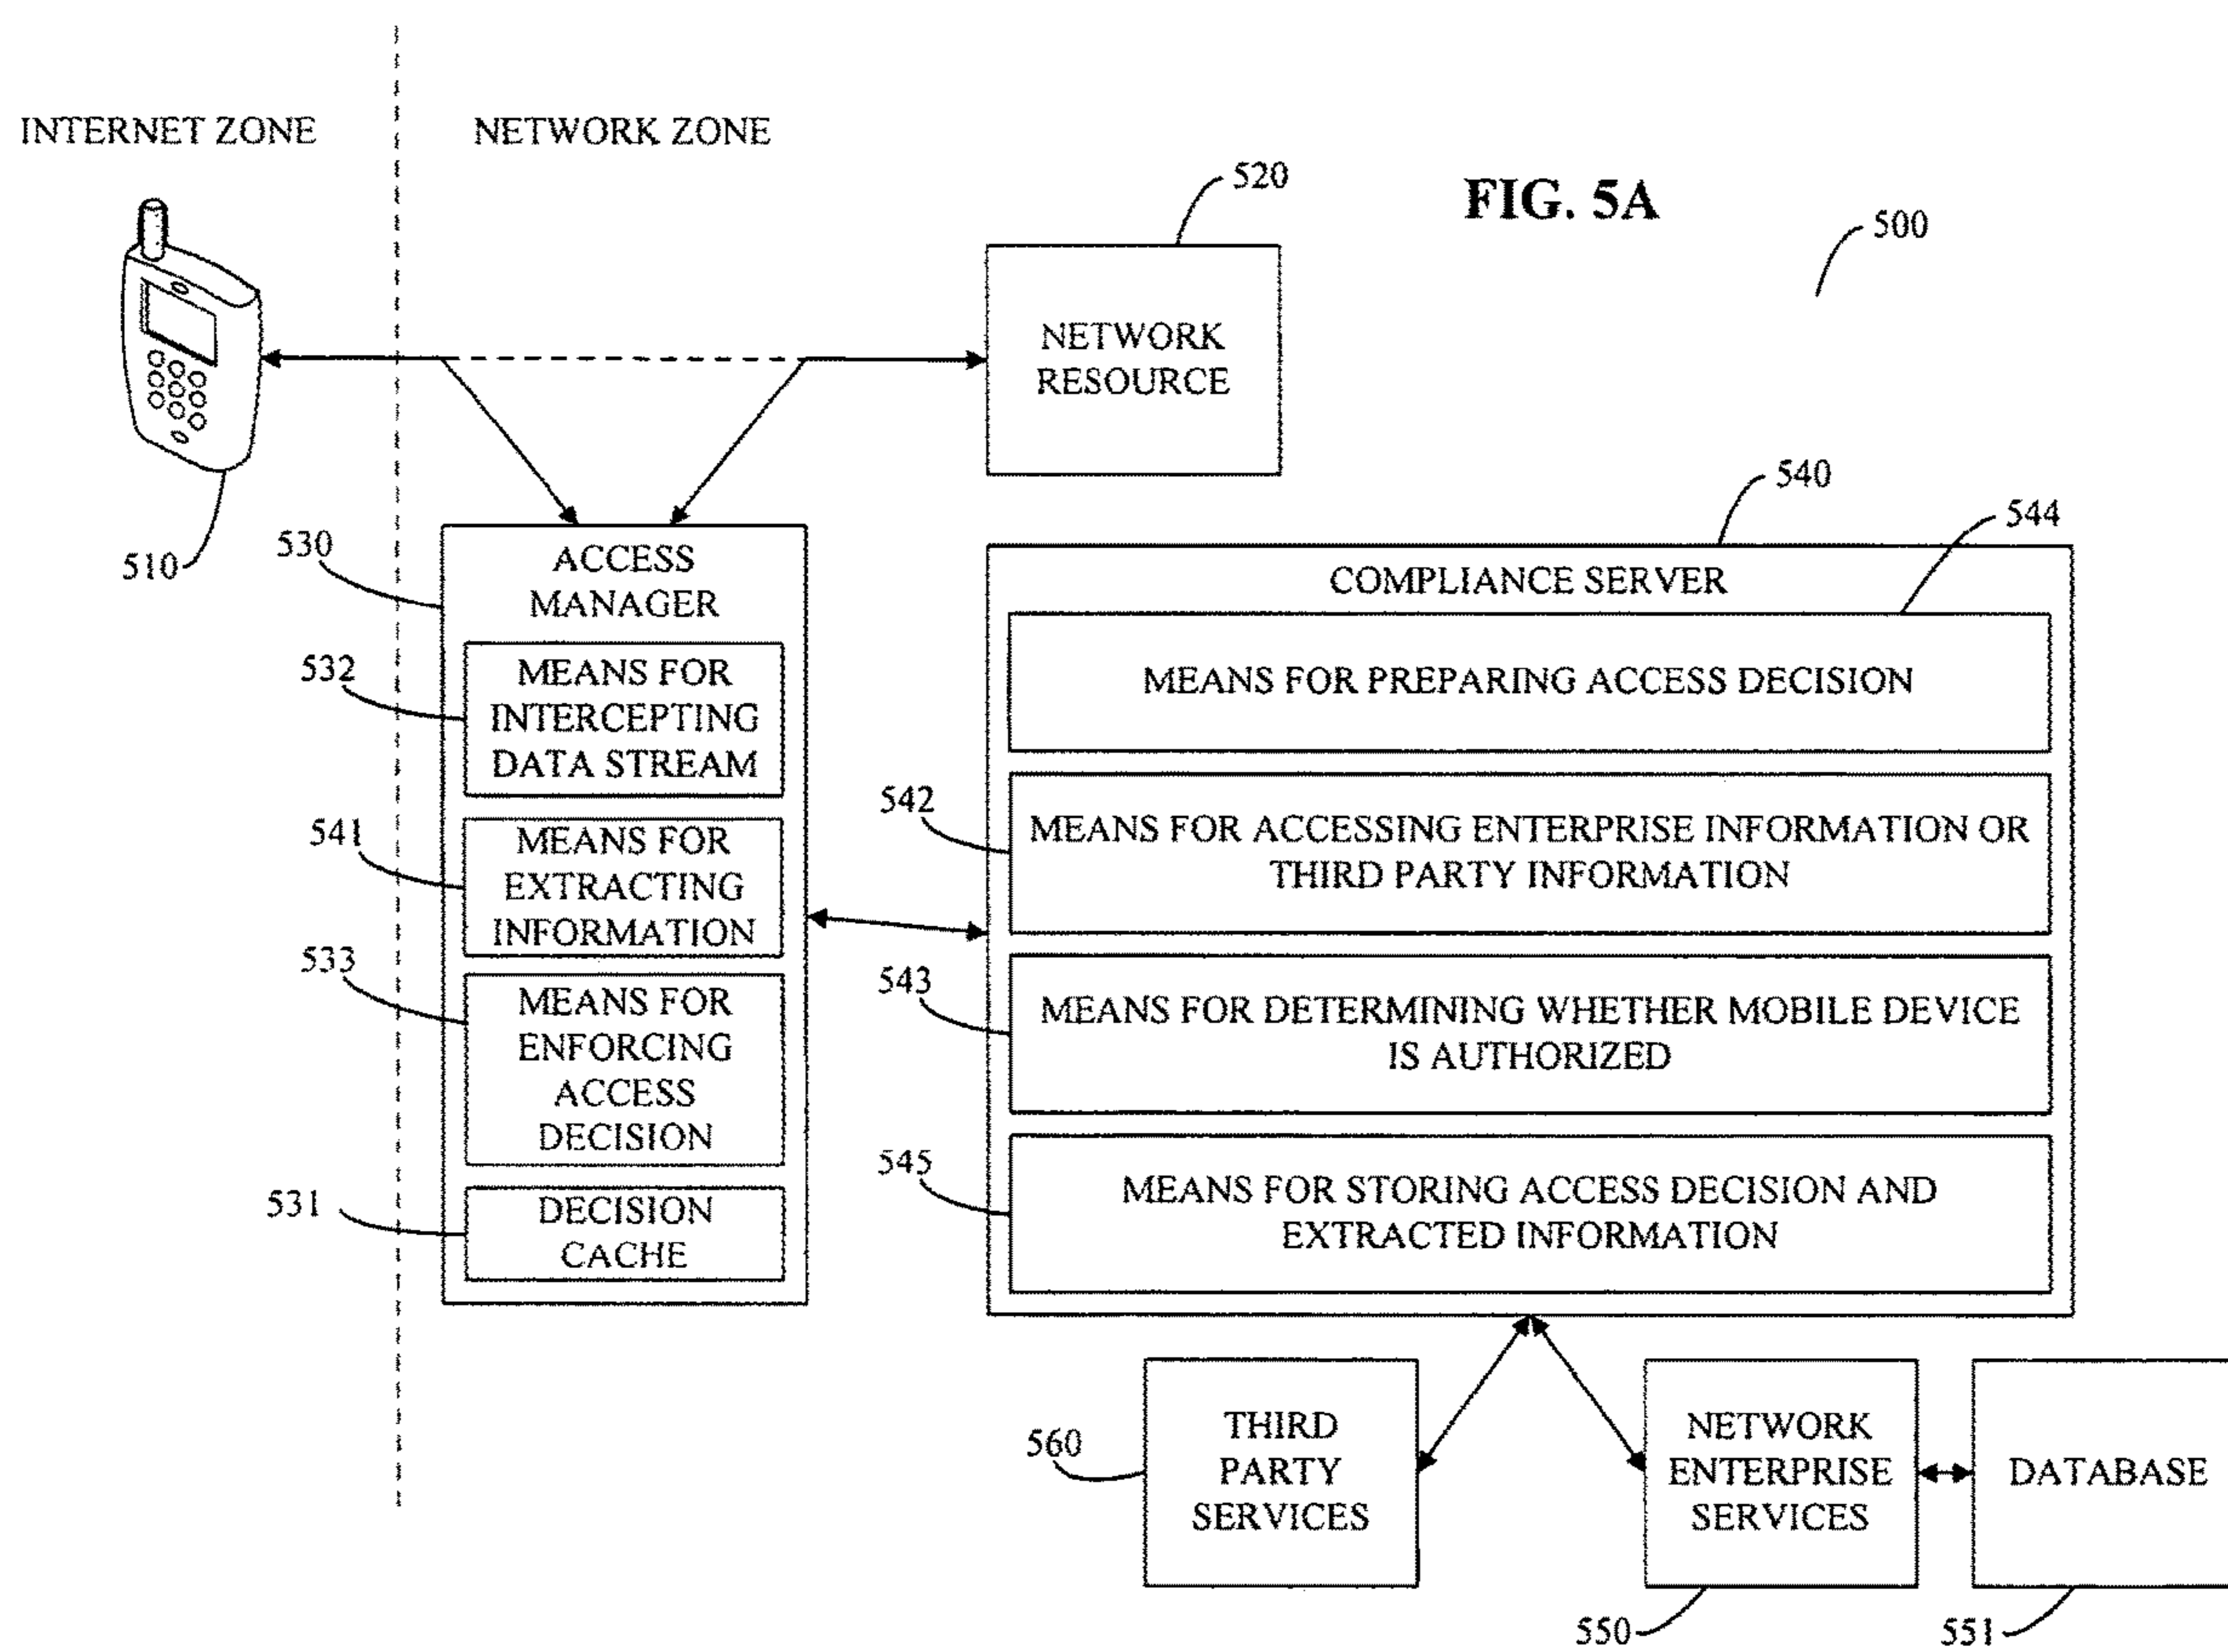 INTERNET ZONE
NETWORK ZONE
FIG. 5A
500
520
NETWORK
RESOURCE
510
530
ACCESS
MANAGER
532
MEANS FOR
INTERCEPTING
DATA STREAM
541
MEANS FOR
EXTRACTING
INFORMATION
533
MEANS FOR
ENFORCING
ACCESS
DECISION
531
DECISION
CACHE
540
544
COMPLIANCE SERVER
MEANS FOR PREPARING ACCESS DECISION
542
MEANS FOR ACCESSING ENTERPRISE INFORMATION OR
THIRD PARTY INFORMATION
543
MEANS FOR DETERMINING WHETHER MOBILE DEVICE
IS AUTHORIZED
545
MEANS FOR STORING ACCESS DECISION AND
EXTRACTED INFORMATION
560
THIRD
PARTY
SERVICES
NETWORK
ENTERPRISE
SERVICES
550
DATABASE
551